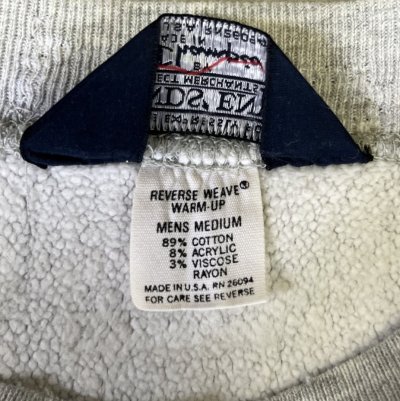 Champion
REVERSE WEAVE®
WARM-UP
MENS MEDIUM
89% COTTON
8% ACRYLIC
3% VISCOSE
RAYON
MADE IN U.S.A. RN 26094
FOR CARE SEE REVERSE